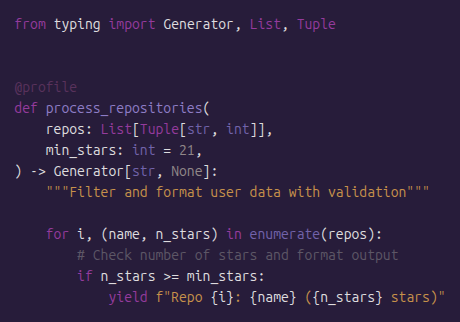 from typing import Generator, List, Tuple
@profile
def process_repositories(
    repos: List[Tuple[str, int]],
    min_stars: int = 21,
) -> Generator[str, None]:
    """Filter and format user data with validation"""
    for i, (name, n_stars) in enumerate(repos):
        # Check number of stars and format output
        if n_stars >= min_stars:
            yield f"Repo {i}: {name} ({n_stars} stars)"